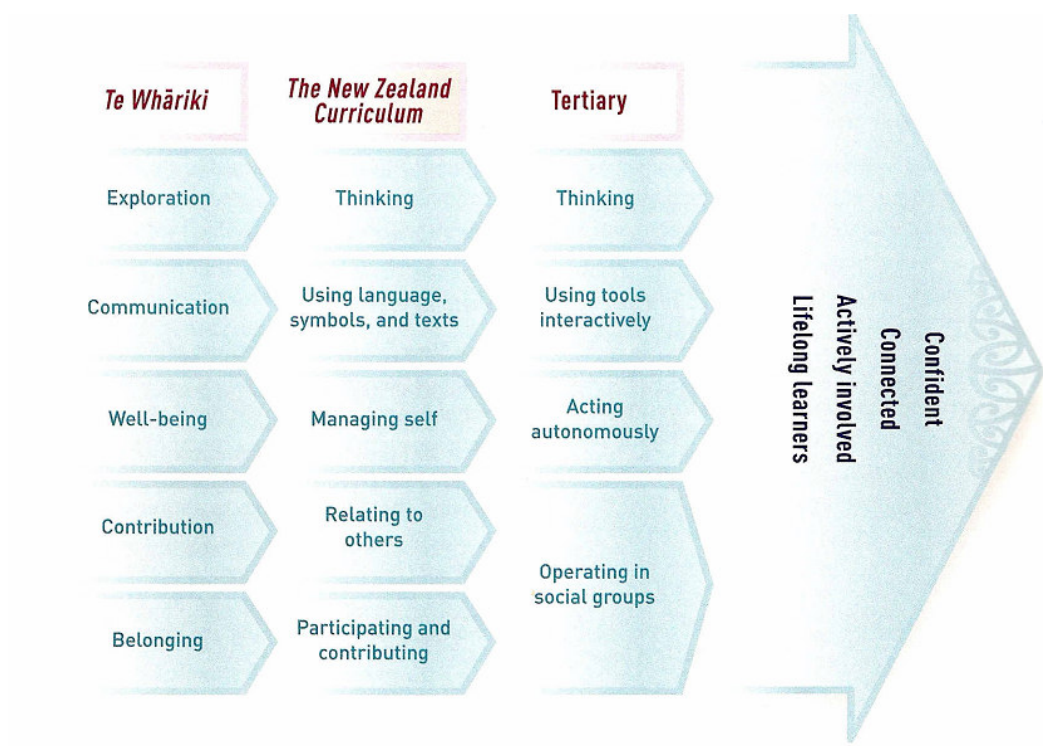 Te Whāriki
The New Zealand
Curriculum
Tertiary
Exploration
Thinking
Thinking
Communication
Using language,
symbols, and texts
Using tools
interactively
Well-being
Managing self
Acting
autonomously
Contribution
Relating to
others
Operating in
social groups
Belonging
Participating and
contributing
Confident
Connected
Actively involved
Lifelong learners